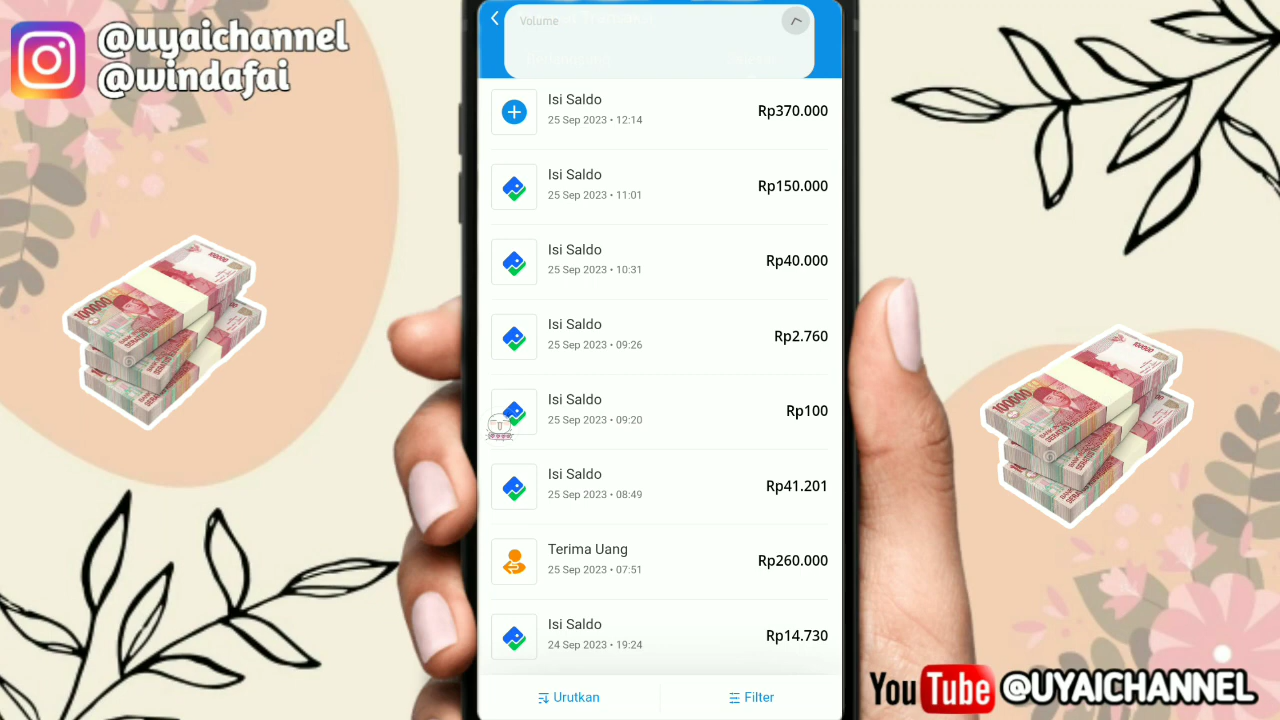 @uyaichannel
@windafai
Volume
Isi Saldo
25 Sep 2023 • 12:14
Rp370.000
Isi Saldo
25 Sep 2023 • 11:01
Rp150.000
Isi Saldo
25 Sep 2023 • 10:31
Rp40.000
Isi Saldo
25 Sep 2023 • 09:26
Rp2.760
Isi Saldo
25 Sep 2023 • 09:20
Rp100
Isi Saldo
25 Sep 2023 • 08:49
Rp41.201
Terima Uang
25 Sep 2023 • 07:51
Rp260.000
Isi Saldo
24 Sep 2023 • 19:24
Rp14.730
Urutkan
Filter
100000
100000
100000
100000
YouTube @UYAICHANNEL